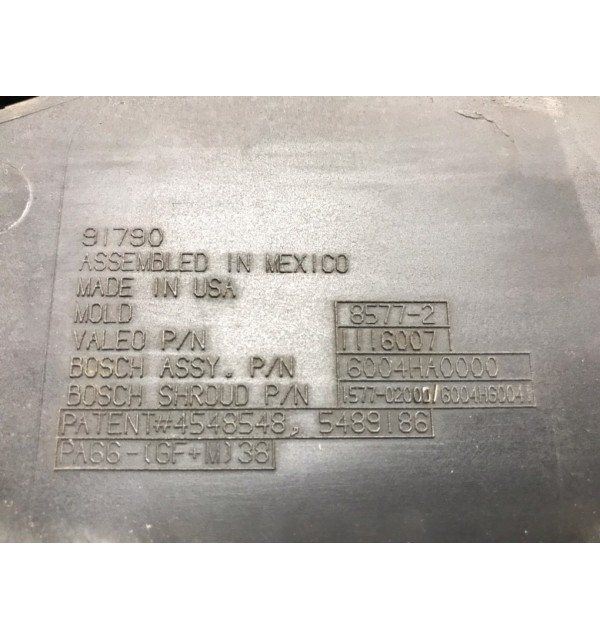 91790
ASSEMBLED IN MEXICO
MADE IN USA
MOLD 8577-2
VALEO P/N 1116007
BOSCH ASSY. P/N 6004HA0000
BOSCH SHROUD P/N 1577-02000/6004HG0041
PATENT#4548548, 5489186
PA66-(GF+M)38